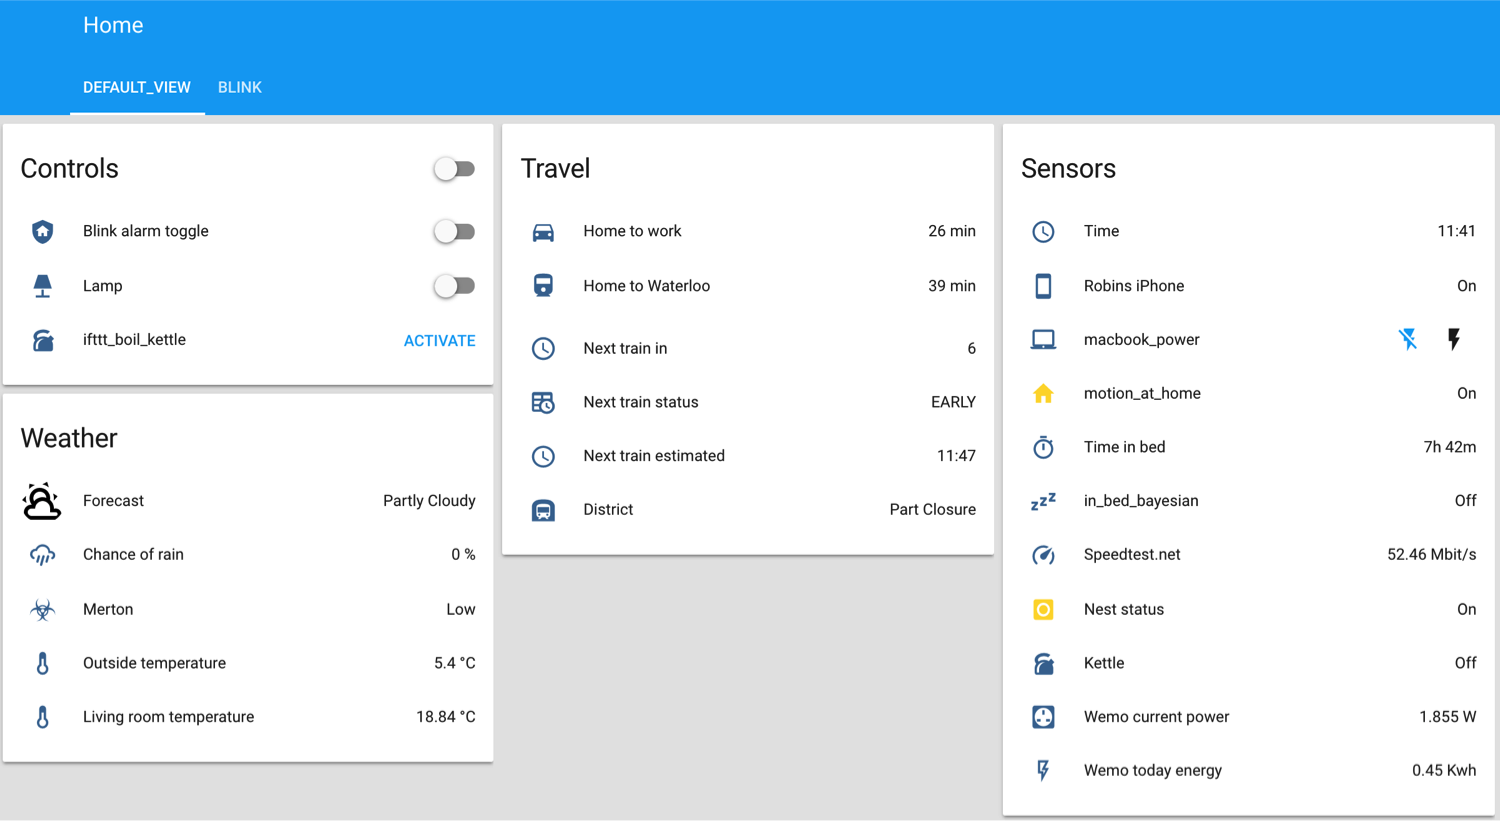 Home
DEFAULT_VIEW BLINK
Controls
Blink alarm toggle
Lamp
ifttt_boil_kettle ACTIVATE
Weather
Forecast Partly Cloudy
Chance of rain 0 %
Merton Low
Outside temperature 5.4 °C
Living room temperature 18.84 °C
Travel
Home to work 26 min
Home to Waterloo 39 min
Next train in 6
Next train status EARLY
Next train estimated 11:47
District Part Closure
Sensors
Time 11:41
Robins iPhone On
macbook_power
motion_at_home On
Time in bed 7h 42m
zzz in_bed_bayesian Off
Speedtest.net 52.46 Mbit/s
Nest status On
Kettle Off
Wemo current power 1.855 W
Wemo today energy 0.45 Kwh